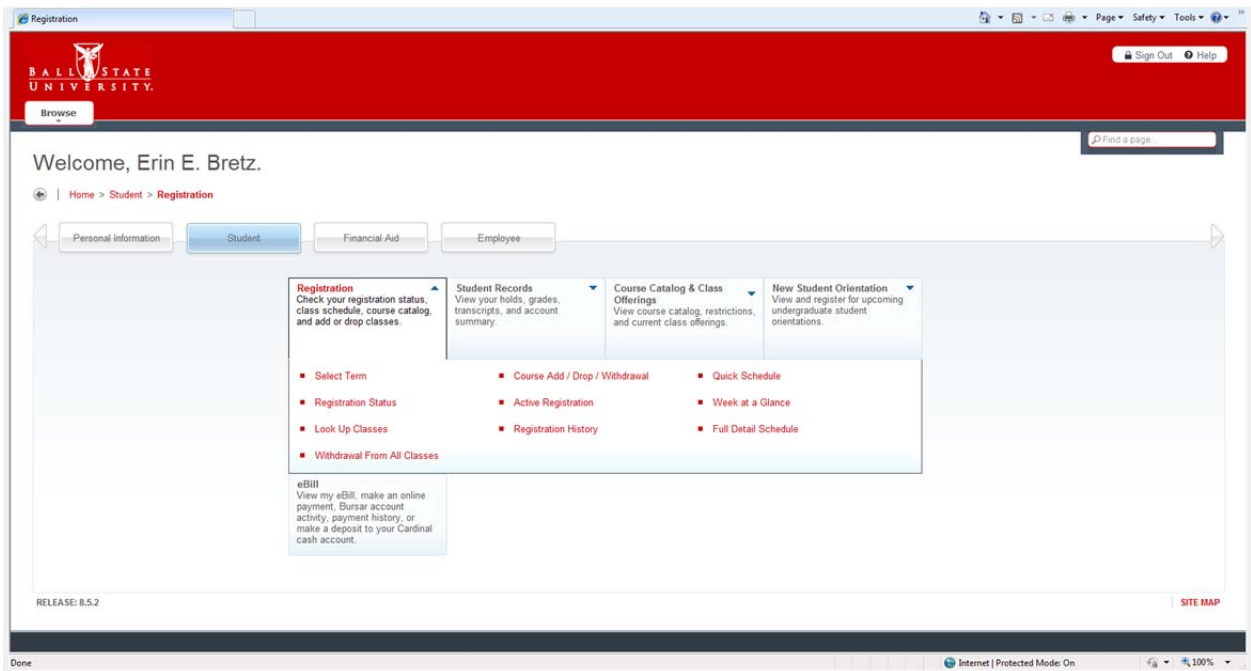 Registration
Page Safety Tools
BALL STATE
UNIVERSITY.
Sign Out Help
Browse
Find a page...
Welcome, Erin E. Bretz.
Home > Student > Registration
Personal Information Student Financial Aid Employee
Registration
Check your registration status,
class schedule, course catalog,
and add or drop classes.
Student Records
View your holds, grades,
transcripts, and account
summary.
Course Catalog & Class
Offerings
View course catalog, restrictions,
and current class offerings.
New Student Orientation
View and register for upcoming
undergraduate student
orientations.
Select Term Course Add / Drop / Withdrawal Quick Schedule
Registration Status Active Registration Week at a Glance
Look Up Classes Registration History Full Detail Schedule
Withdrawal From All Classes
eBill
View my eBill, make an online
payment, Bursar account
activity, payment history, or
make a deposit to your Cardinal
cash account.
RELEASE: 8.5.2 SITE MAP
Done Internet | Protected Mode: On 100%